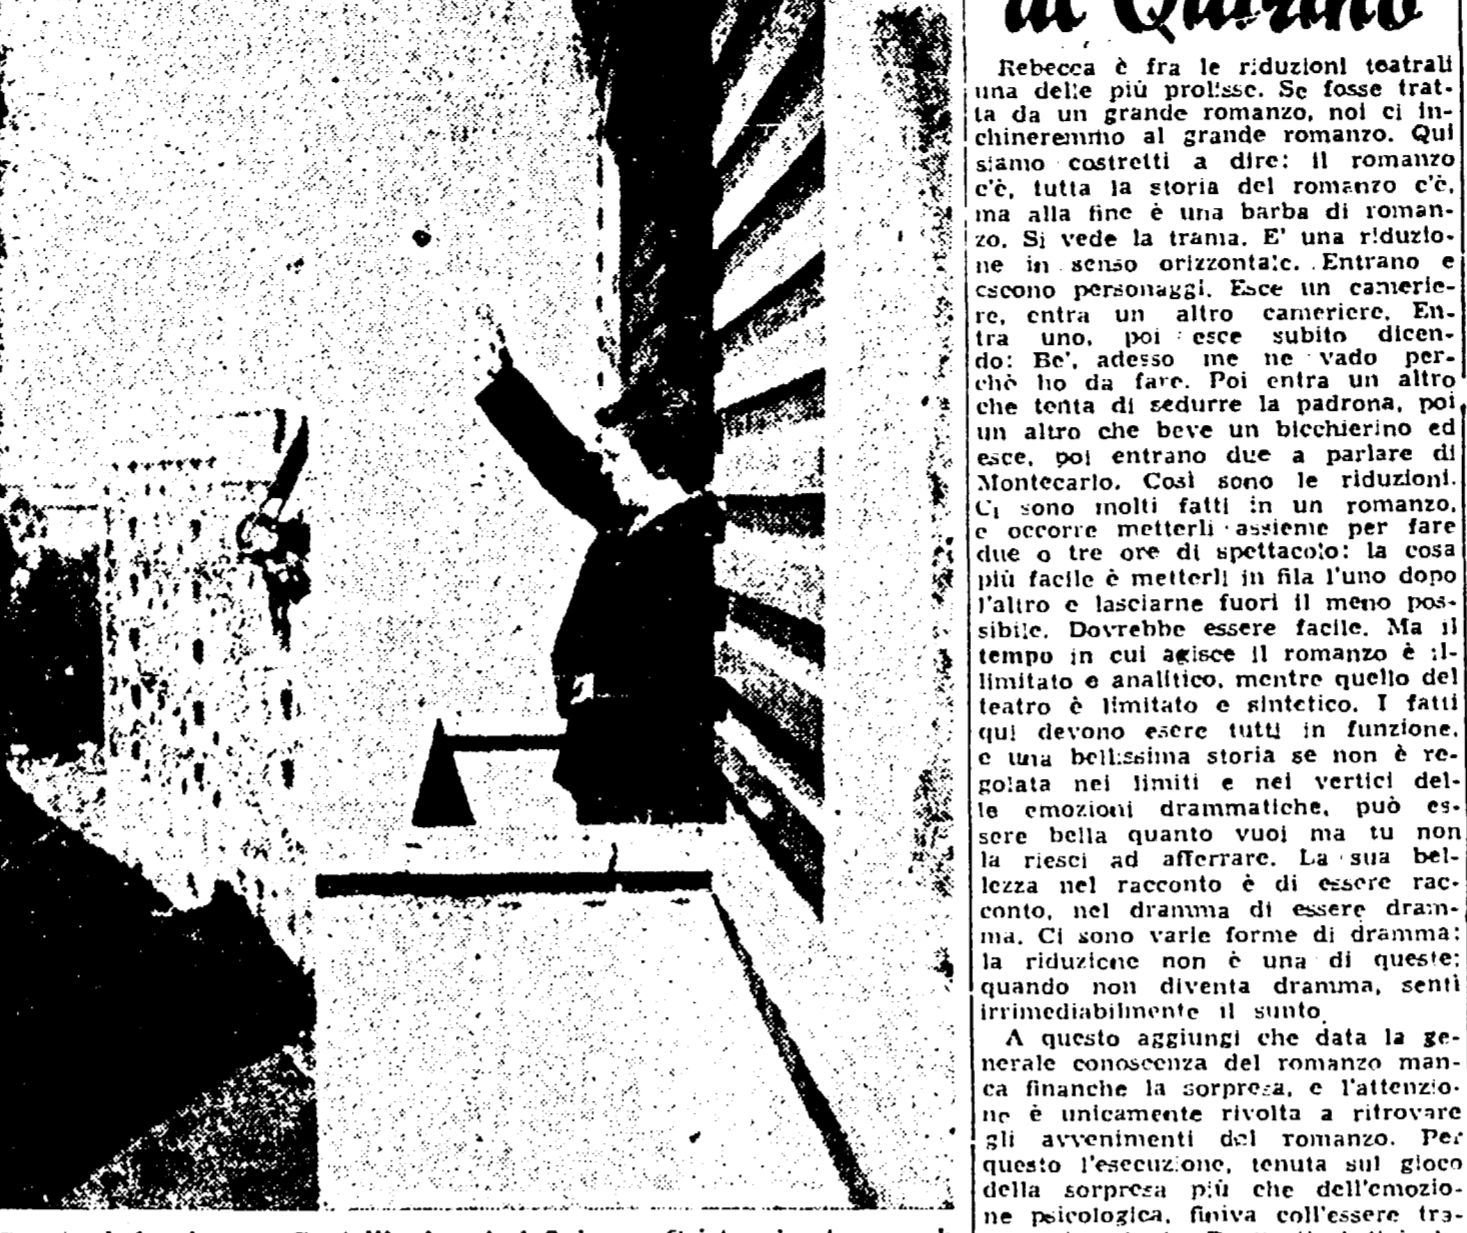 al Quirino
Rebecca è fra le riduzioni teatrali
una delle più prolisse. Se fosse trat-
ta da un grande romanzo, noi ci in-
chineremmo al grande romanzo. Qui
siamo costretti a dire: il romanzo
c'è, tutta la storia del romanzo c'è,
ma alla fine è una barba di roman-
zo. Si vede la trama. E' una riduzio-
ne in senso orizzontale. Entrano e
escono personaggi. Esce un camerie-
re, entra un altro cameriere. En-
tra uno, poi esce subito dicen-
do: Be', adesso me ne vado per-
chè ho da fare. Poi entra un altro
che tenta di sedurre la padrona, poi
un altro che beve un bicchierino ed
esce, poi entrano due a parlare di
Montecarlo. Così sono le riduzioni.
Ci sono molti fatti in un romanzo,
e occorre metterli assieme per fare
due o tre ore di spettacolo: la cosa
più facile è metterli in fila l'uno dopo
l'altro e lasciarne fuori il meno pos-
sibile. Dovrebbe essere facile. Ma il
tempo in cui agisce il romanzo è il-
limitato e analitico, mentre quello del
teatro è limitato e sintetico. I fatti
qui devono esere tutti in funzione,
e una bellissima storia se non è re-
golata nei limiti e nei vertici del-
le emozioni drammatiche, può es-
sere bella quanto vuoi ma tu non
la riesci ad afferrare. La sua bel-
lezza nel racconto è di essere rac-
conto, nel dramma di essere dram-
ma. Ci sono varie forme di dramma:
la riduzione non è una di queste;
quando non diventa dramma, senti
irrimediabilmente il sunto.
A questo aggiungi che data la ge-
nerale conoscenza del romanzo man-
ca finanche la sorpresa, e l'attenzio-
ne è unicamente rivolta a ritrovare
gli avvenimenti del romanzo. Per
questo l'esecuzione, tenuta sul gioco
della sorpresa più che dell'emozio-
ne psicologica, finiva coll'essere tra-